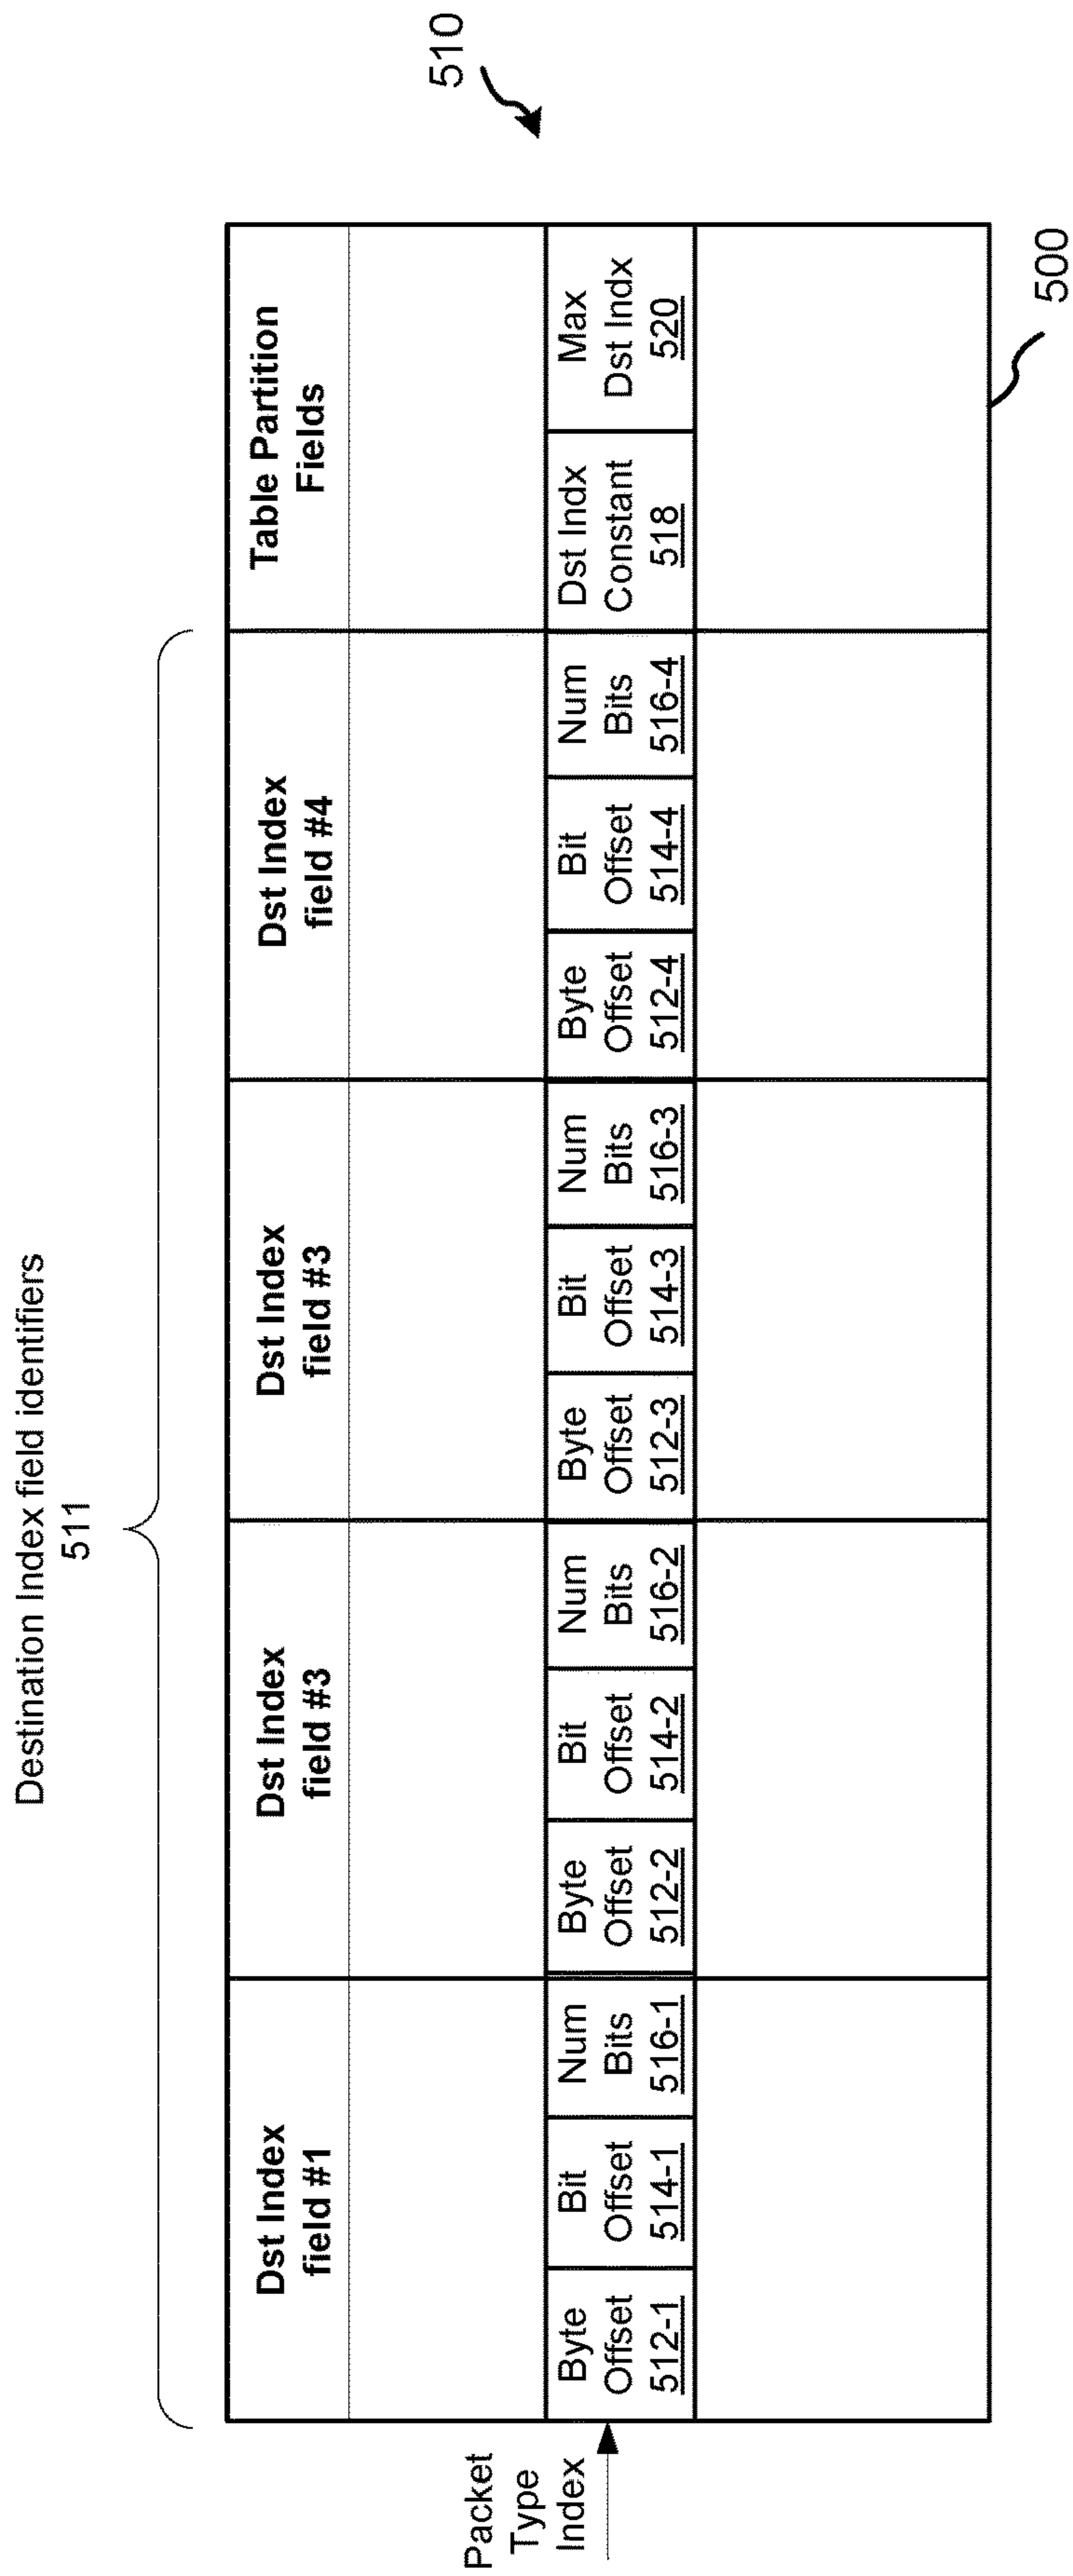 Destination Index field identifiers
511
510
Dst Index
field #1
Dst Index
field #3
Dst Index
field #3
Dst Index
field #4
Table Partition
Fields
Packet
Type
Index
Byte
Offset
512-1
Bit
Offset
514-1
Num
Bits
516-1
Byte
Offset
512-2
Bit
Offset
514-2
Num
Bits
516-2
Byte
Offset
512-3
Bit
Offset
514-3
Num
Bits
516-3
Byte
Offset
512-4
Bit
Offset
514-4
Num
Bits
516-4
Dst Indx
Constant
518
Max
Dst Indx
520
500